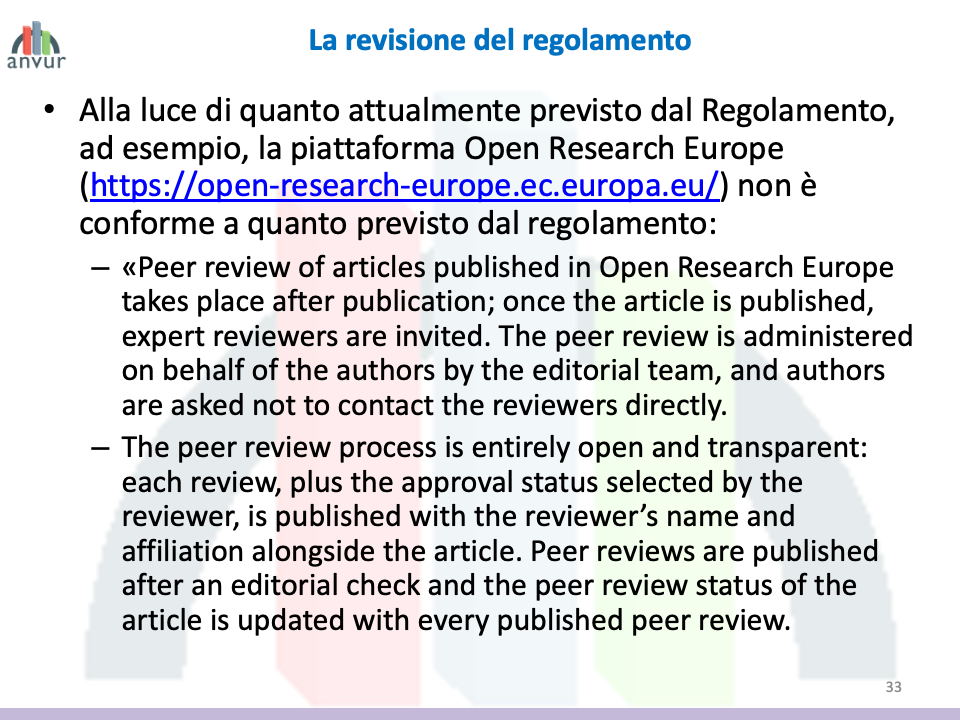 anvur
La revisione del regolamento
• Alla luce di quanto attualmente previsto dal Regolamento,
ad esempio, la piattaforma Open Research Europe
(https://open-research-europe.ec.europa.eu/) non è
conforme a quanto previsto dal regolamento:
– «Peer review of articles published in Open Research Europe
takes place after publication; once the article is published,
expert reviewers are invited. The peer review is administered
on behalf of the authors by the editorial team, and authors
are asked not to contact the reviewers directly.
– The peer review process is entirely open and transparent:
each review, plus the approval status selected by the
reviewer, is published with the reviewer’s name and
affiliation alongside the article. Peer reviews are published
after an editorial check and the peer review status of the
article is updated with every published peer review.
33